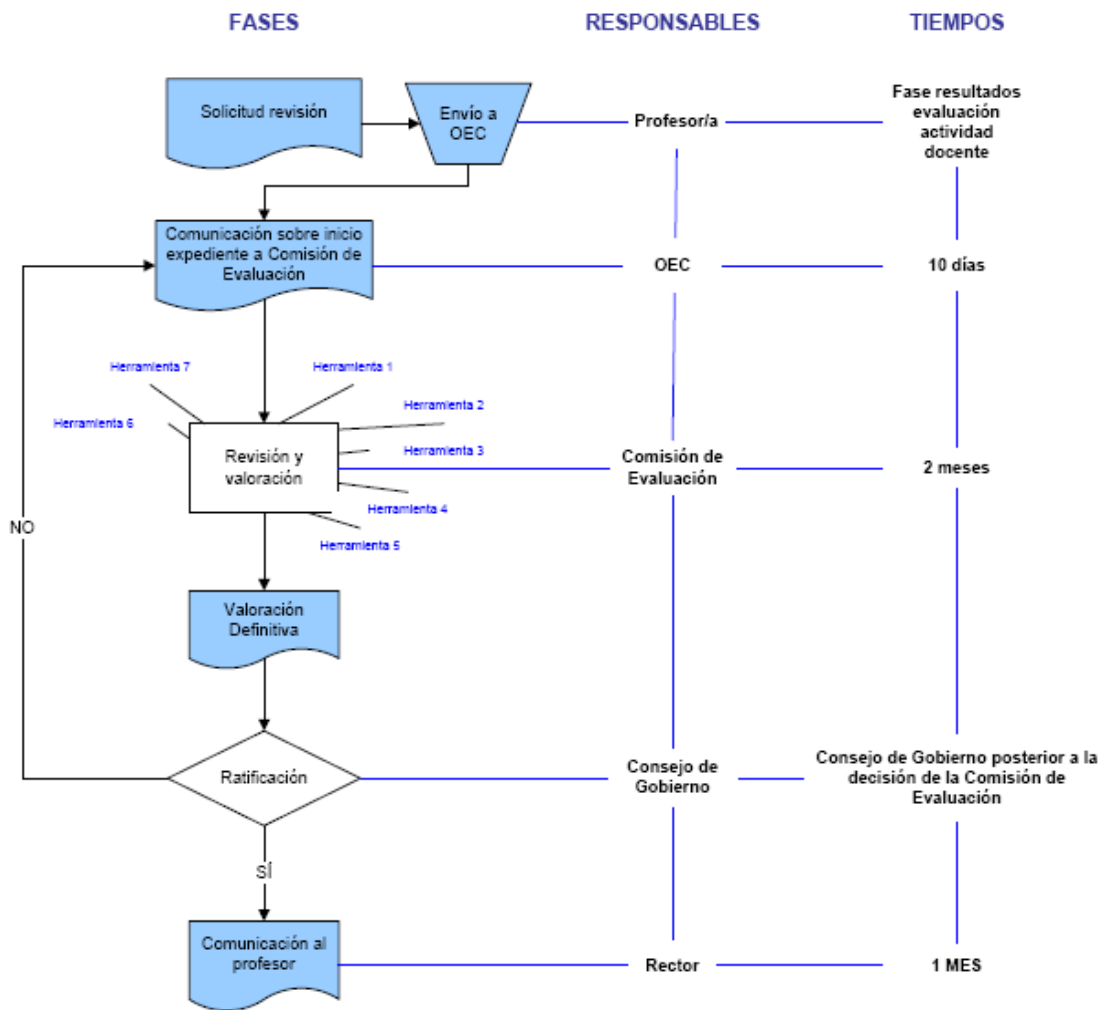 FASES
RESPONSABLES
TIEMPOS
Solicitud revisión
Envío a
OEC
Profesor/a
Fase resultados
evaluación
actividad
docente
Comunicación sobre inicio
expediente a Comisión de
Evaluación
OEC
10 días
Herramienta 7
Herramienta 1
Herramienta 6
Herramienta 2
Herramienta 3
Revisión y
valoración
Comisión de
Evaluación
2 meses
Herramienta 4
Herramienta 5
NO
Valoración
Definitiva
Ratificación
Consejo de
Gobierno
Consejo de Gobierno posterior a la
decisión de la Comisión de
Evaluación
SÍ
Comunicación al
profesor
Rector
1 MES